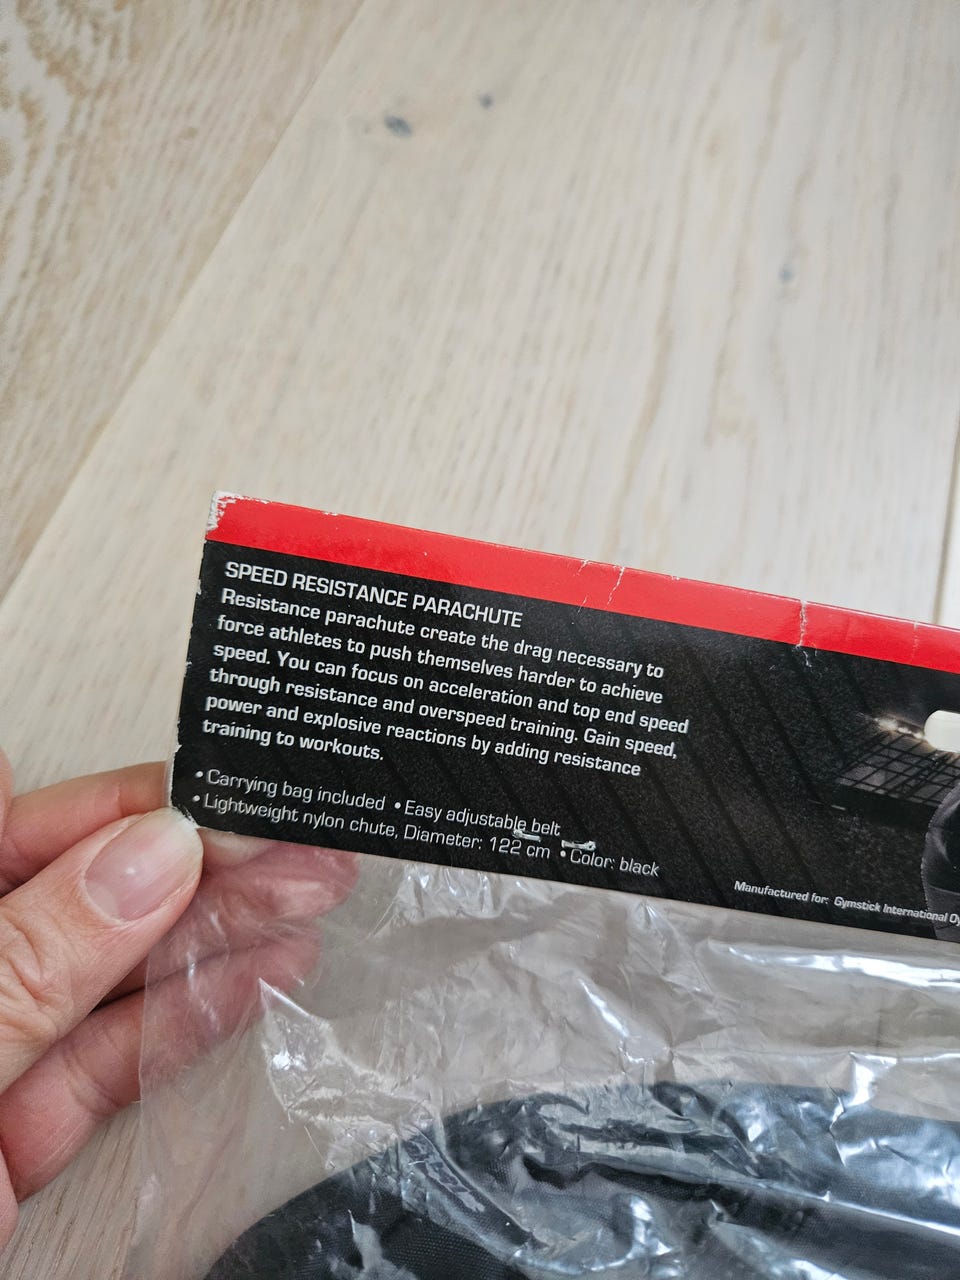 SPEED RESISTANCE PARACHUTE
Resistance parachute create the drag necessary to
force athletes to push themselves harder to achieve
speed. You can focus on acceleration and top end speed
through resistance and overspeed training. Gain speed,
power and explosive reactions by adding resistance
training to workouts.
• Carrying bag included • Easy adjustable belt
• Lightweight nylon chute, Diameter: 122 cm • Color: black
Manufactured for: Gymstick International Oy